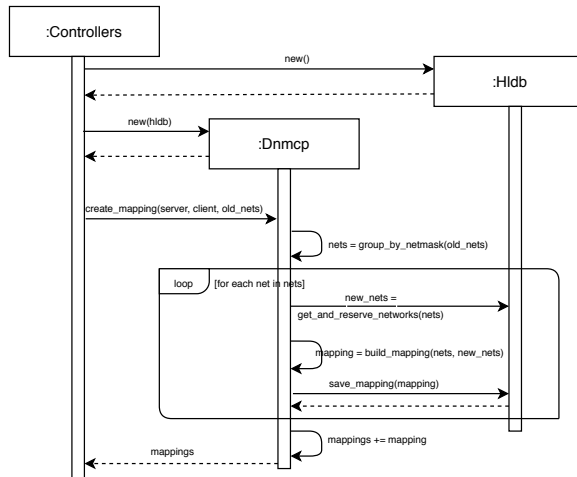 :Controllers
new()
:Hldb
new(hldb)
:Dnmcp
create_mapping(server, client, old_nets)
nets = group_by_netmask(old_nets)
loop
[for each net in nets]
new_nets =
get_and_reserve_networks(nets)
mapping = build_mapping(nets, new_nets)
save_mapping(mapping)
mappings += mapping
mappings